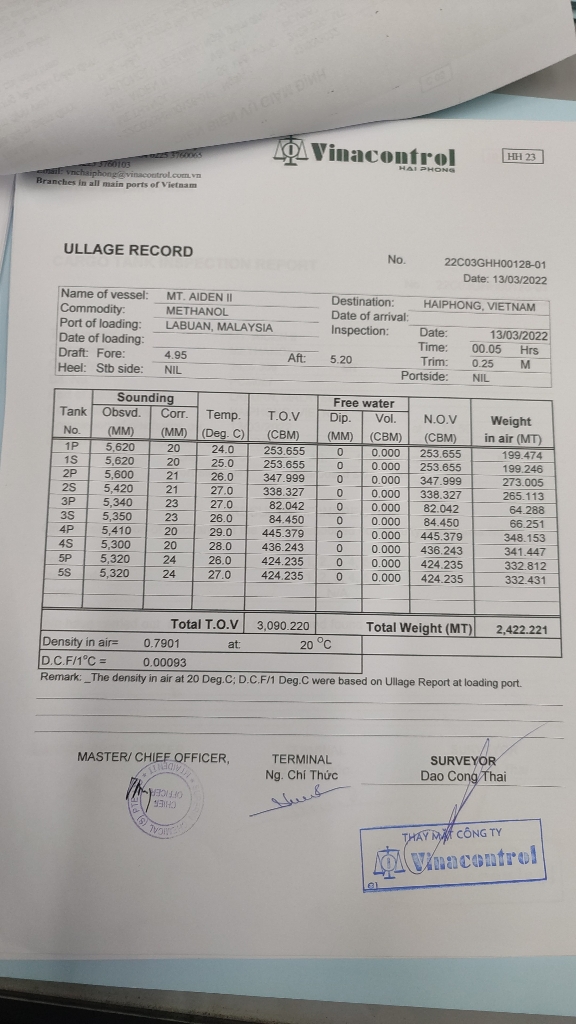 0225.3760065
3760103
Email: vnchaiphong@vinacontrol.com.vn
Branches in all main ports of Vietnam
Vinacontrol
HAI PHONG
HH 23
ULLAGE RECORD
No. 22C03GHH00128-01
Date: 13/03/2022
Name of vessel: MT. AIDEN II Destination: HAIPHONG, VIETNAM
Commodity: METHANOL Date of arrival:
Port of loading: LABUAN, MALAYSIA Inspection: Date: 13/03/2022
Date of loading: Time: 00.05 Hrs
Draft: Fore: 4.95 Aft: 5.20 Trim: 0.25 M
Heel: Stb side: NIL Portside: NIL
Sounding Free water
Tank Obsvd. Corr. Temp. T.O.V Dip. Vol. N.O.V Weight
No. (MM) (MM) (Deg. C) (CBM) (MM) (CBM) (CBM) in air (MT)
1P 5,620 20 24.0 253.655 0 0.000 253.655 199.474
1S 5,620 20 25.0 253.655 0 0.000 253.655 199.246
2P 5,600 21 26.0 347.999 0 0.000 347.999 273.005
2S 5,420 21 27.0 338.327 0 0.000 338.327 265.113
3P 5,340 23 27.0 82.042 0 0.000 82.042 64.288
3S 5,350 23 26.0 84.450 0 0.000 84.450 66.251
4P 5,410 20 29.0 445.379 0 0.000 445.379 348.153
4S 5,300 20 28.0 436.243 0 0.000 436.243 341.447
5P 5,320 24 26.0 424.235 0 0.000 424.235 332.812
5S 5,320 24 27.0 424.235 0 0.000 424.235 332.431
Total T.O.V 3,090.220 Total Weight (MT) 2,422.221
Density in air= 0.7901 at: 20 °C
D.C.F/1°C = 0.00093
Remark: _The density in air at 20 Deg.C; D.C.F/1 Deg.C were based on Ullage Report at loading port.
MASTER/ CHIEF OFFICER, TERMINAL SURVEYOR
Ng. Chí Thức Dao Cong Thai
CHIEF
OFFICER
THAY MẶT CÔNG TY
Vinacontrol